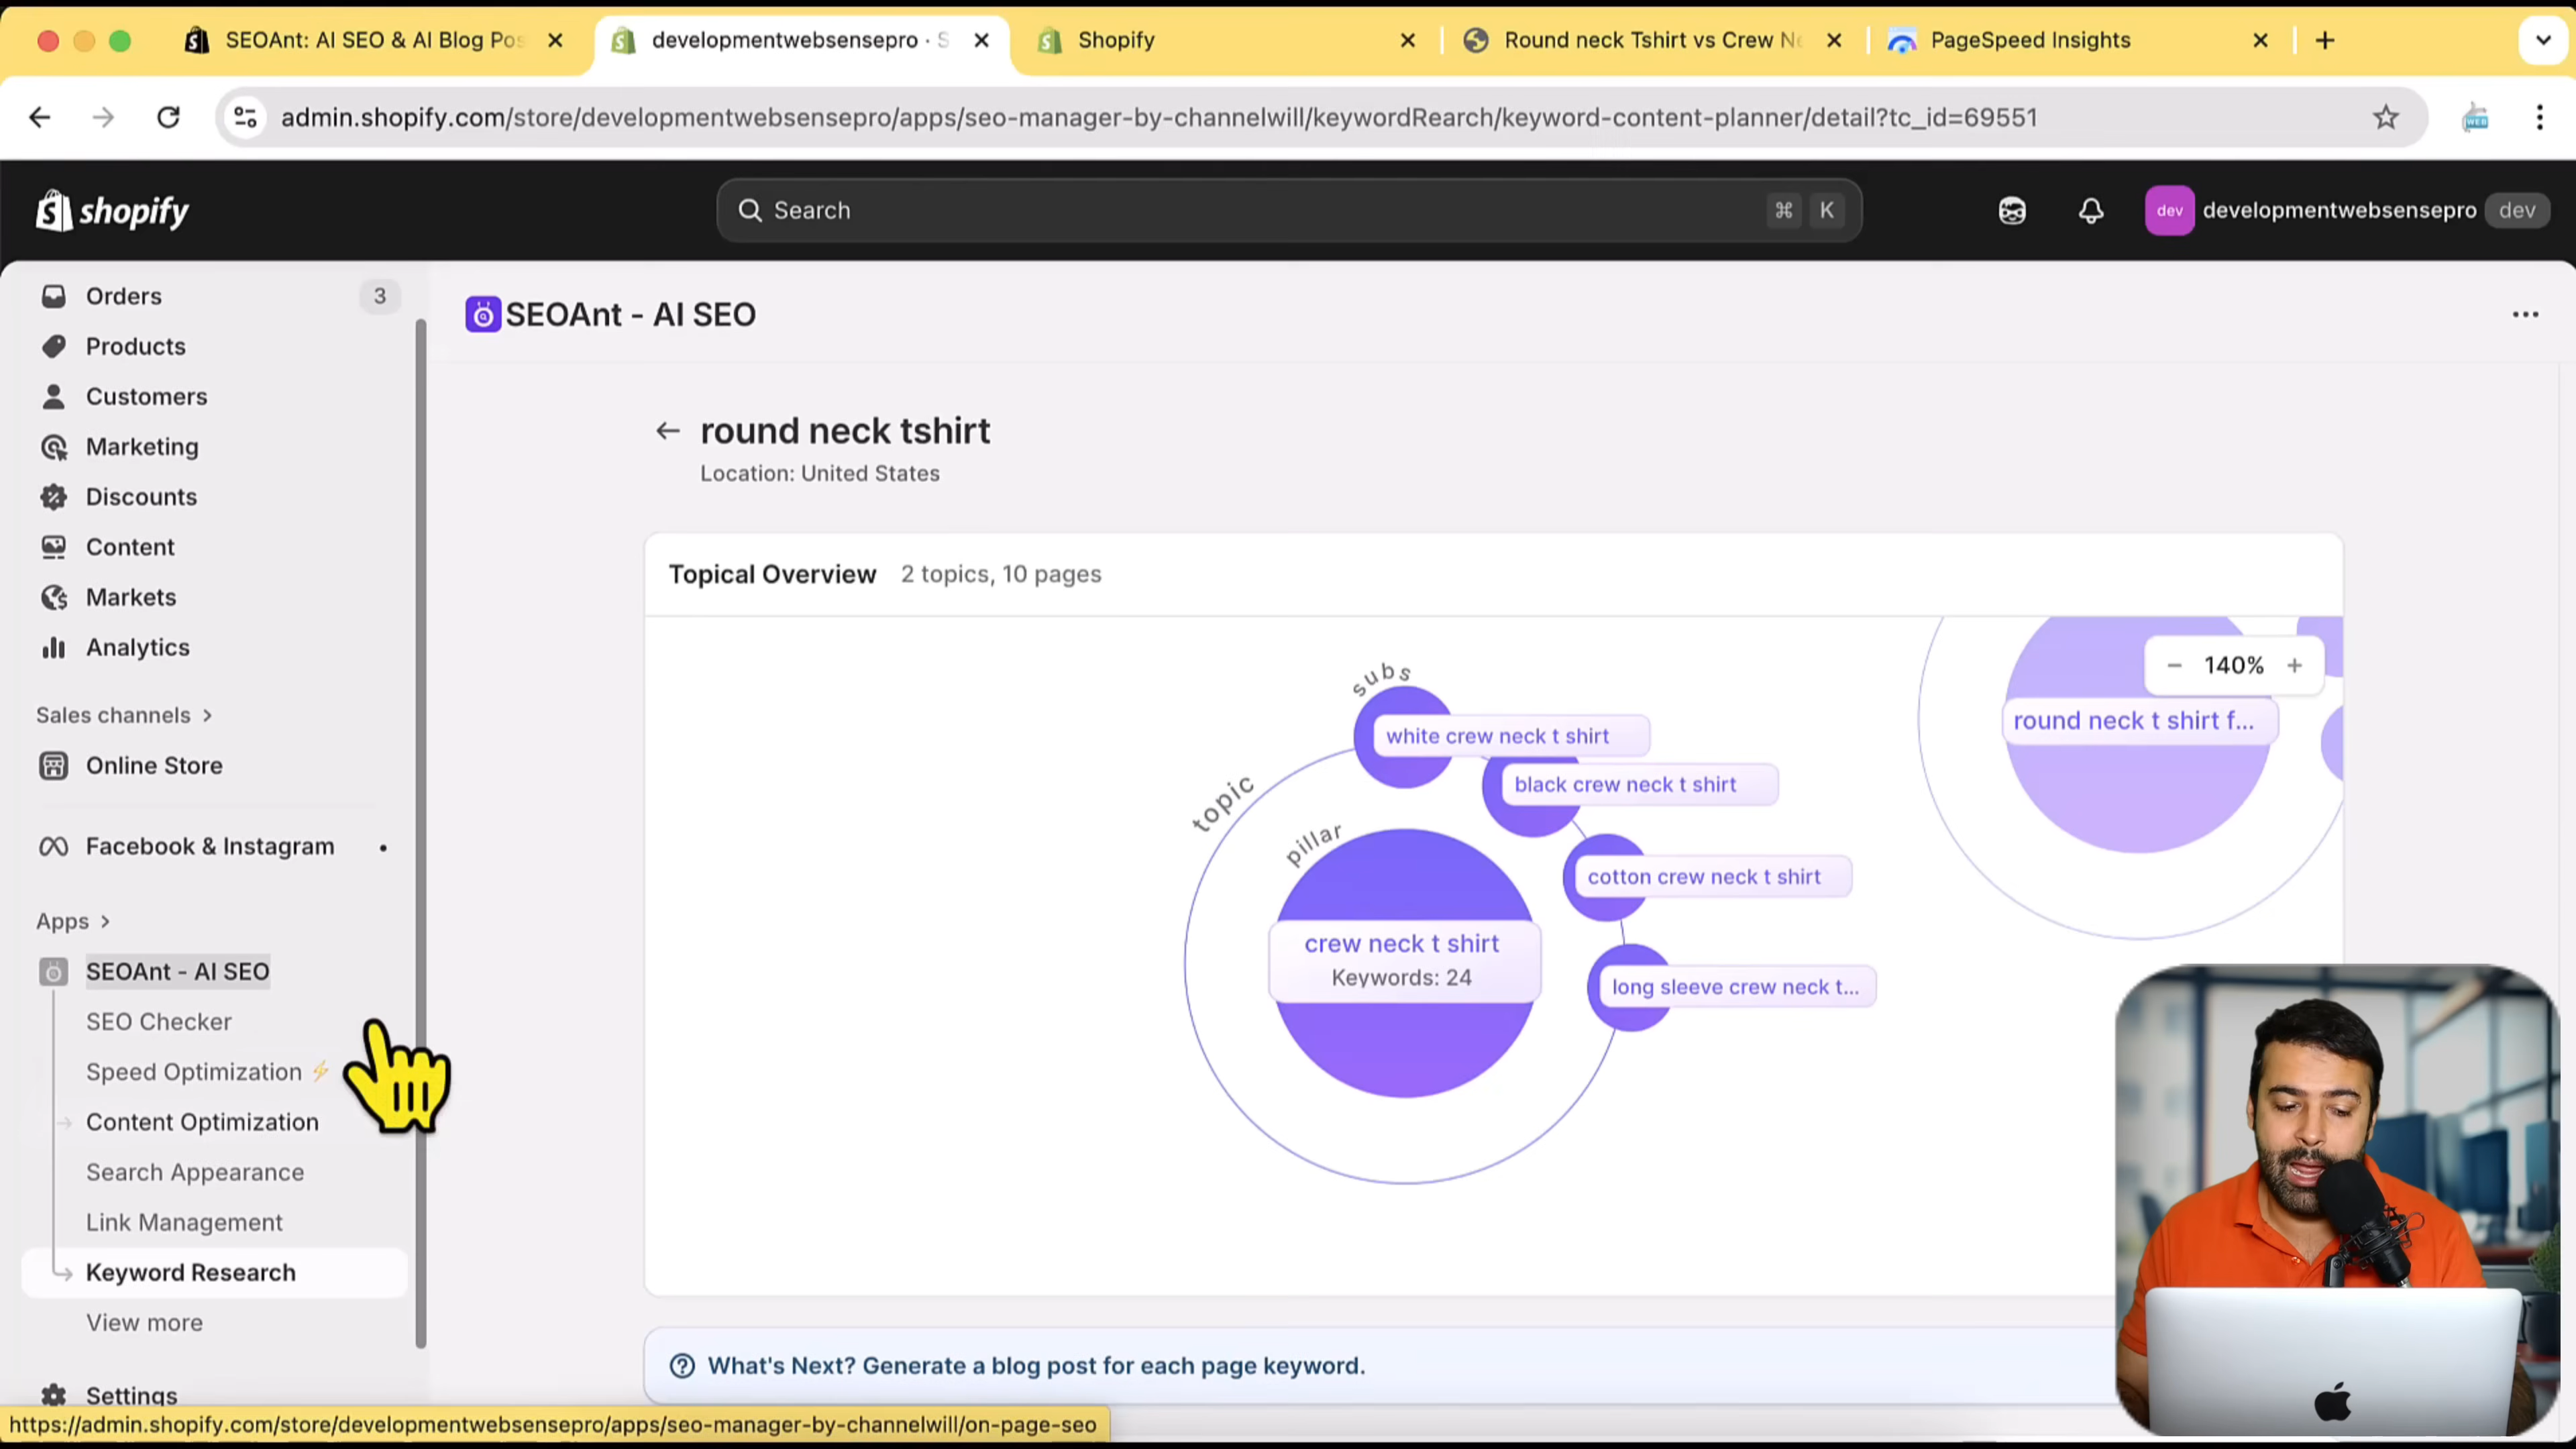 SEOAnt: AI SEO & AI Blog Pos
developmentwebsensepro · S
Shopify
Round neck Tshirt vs Crew Ne
PageSpeed Insights
admin.shopify.com/store/developmentwebsensepro/apps/seo-manager-by-channelwill/keywordRearch/keyword-content-planner/detail?tc_id=69551
WEB
shopify
Search
⌘ K
dev
developmentwebsensepro
dev
Orders
3
Products
Customers
Marketing
Discounts
Content
Markets
Analytics
Sales channels
Online Store
Facebook & Instagram
Apps
SEOAnt - AI SEO
SEO Checker
Speed Optimization
Content Optimization
Search Appearance
Link Management
Keyword Research
View more
Settings
SEOAnt - AI SEO
round neck tshirt
Location: United States
Topical Overview 2 topics, 10 pages
140%
subs
topic
pillar
white crew neck t shirt
black crew neck t shirt
cotton crew neck t shirt
long sleeve crew neck t...
crew neck t shirt
Keywords: 24
round neck t shirt f...
What's Next? Generate a blog post for each page keyword.
https://admin.shopify.com/store/developmentwebsensepro/apps/seo-manager-by-channelwill/on-page-seo